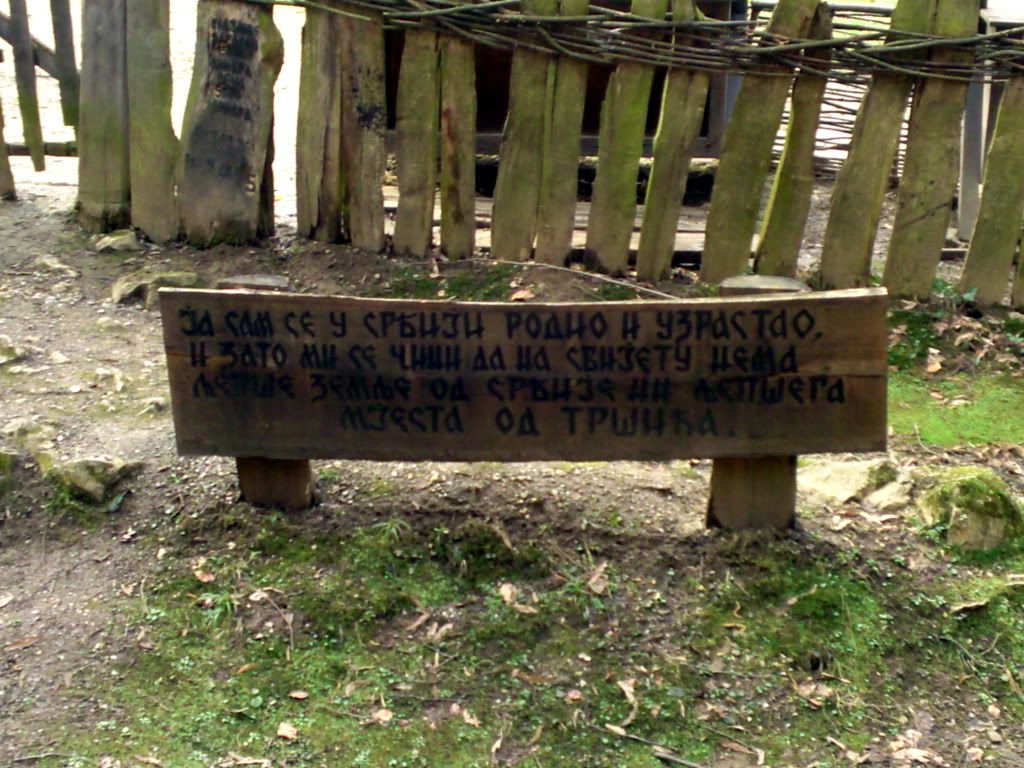 ЈА САМ СЕ У СРБИЈИ РОДИО И УЗРАСТАО,
И ЗАТО МИ СЕ ЧИНИ ДА НА СВИЈЕТУ НЕМА
ЉЕПШЕ ЗЕМЉЕ ОД СРБИЈЕ НИ ЉЕПШЕГА
МЈЕСТА ОД ТРШИЋА.